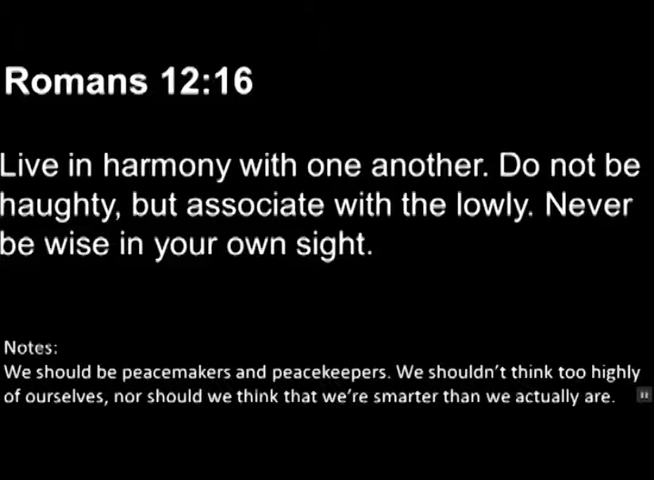 Romans 12:16
Live in harmony with one another. Do not be
haughty, but associate with the lowly. Never
be wise in your own sight.
Notes:
We should be peacemakers and peacekeepers. We shouldn't think too highly
of ourselves, nor should we think that we're smarter than we actually are.